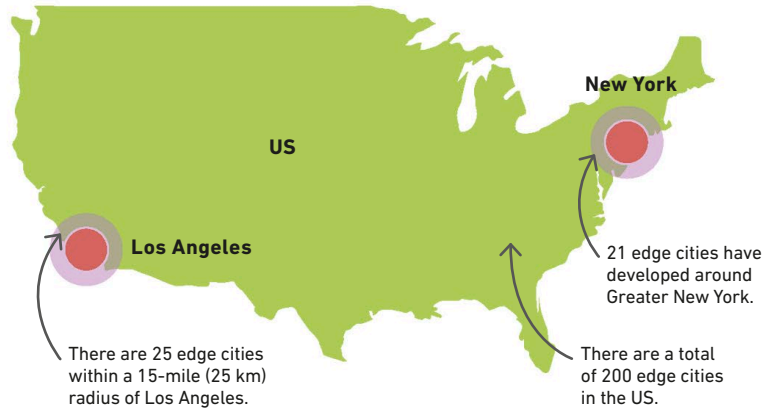 New York
US
Los Angeles
21 edge cities have
developed around
Greater New York.
There are 25 edge cities
within a 15-mile (25 km)
radius of Los Angeles.
There are a total
of 200 edge cities
in the US.